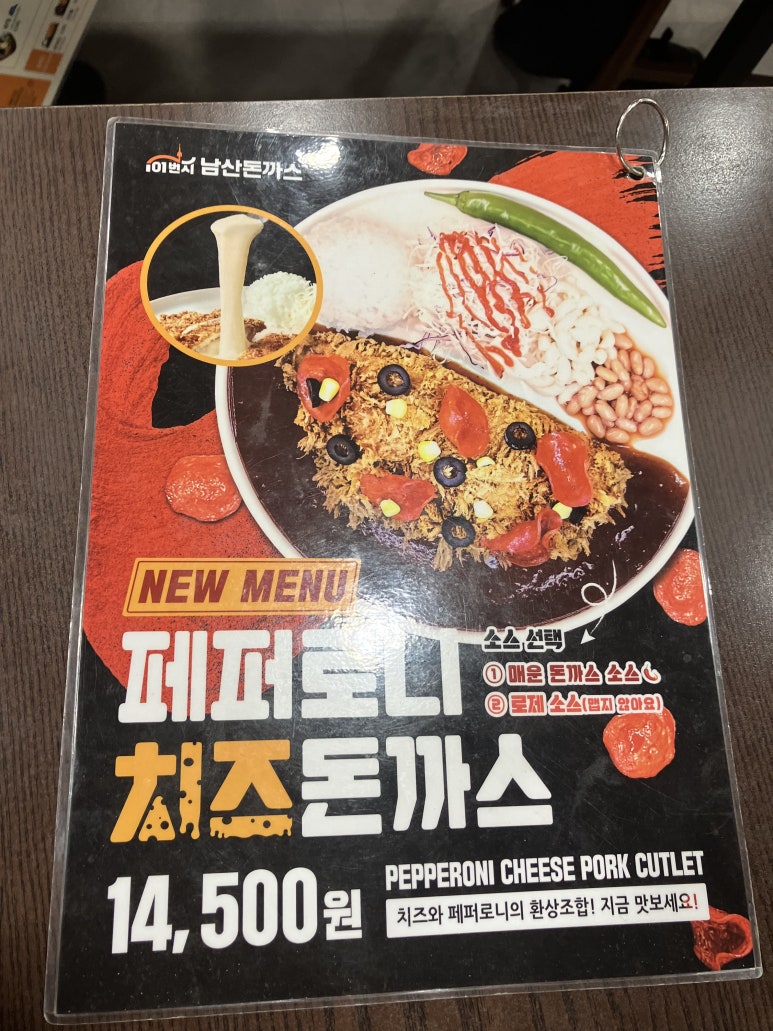 101번지 남산돈까스
NEW MENU
페퍼로니
치즈돈까스
소스 선택
① 매운 돈까스 소스
② 로제 소스(맵지 않아요)
14,500원
PEPPERONI CHEESE PORK CUTLET
치즈와 페퍼로니의 환상조합! 지금 맛보세요!